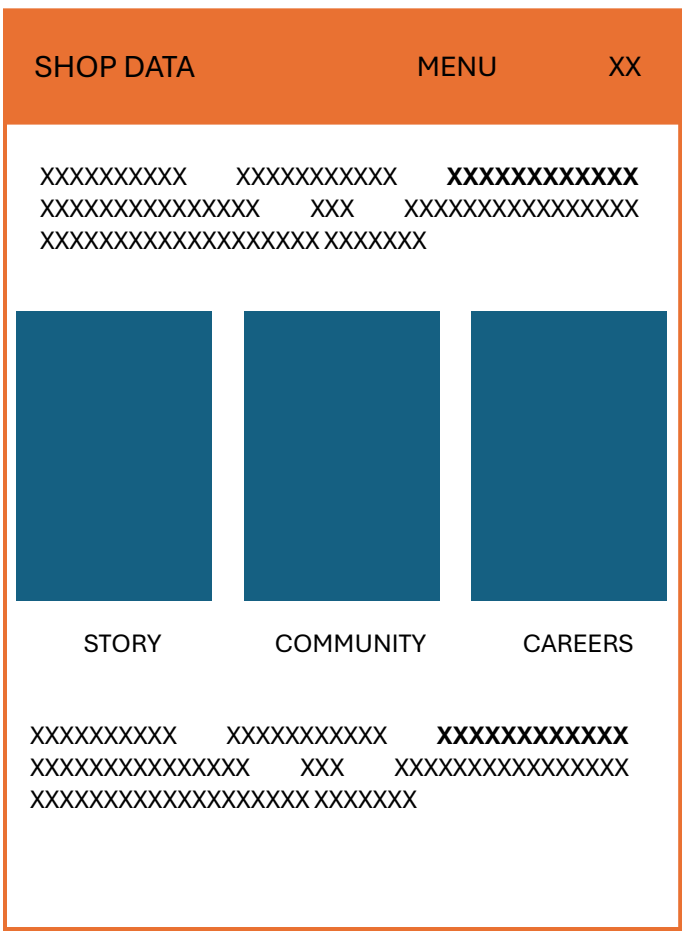 SHOP DATA MENU XX
XXXXXXXXXX XXXXXXXXXXX XXXXXXXXXXXX
XXXXXXXXXXXXXXX XXX XXXXXXXXXXXXXXXX
XXXXXXXXXXXXXXXXXXX XXXXXXX
STORY COMMUNITY CAREERS
XXXXXXXXXX XXXXXXXXXXX XXXXXXXXXXXX
XXXXXXXXXXXXXXX XXX XXXXXXXXXXXXXXXX
XXXXXXXXXXXXXXXXXXX XXXXXXX